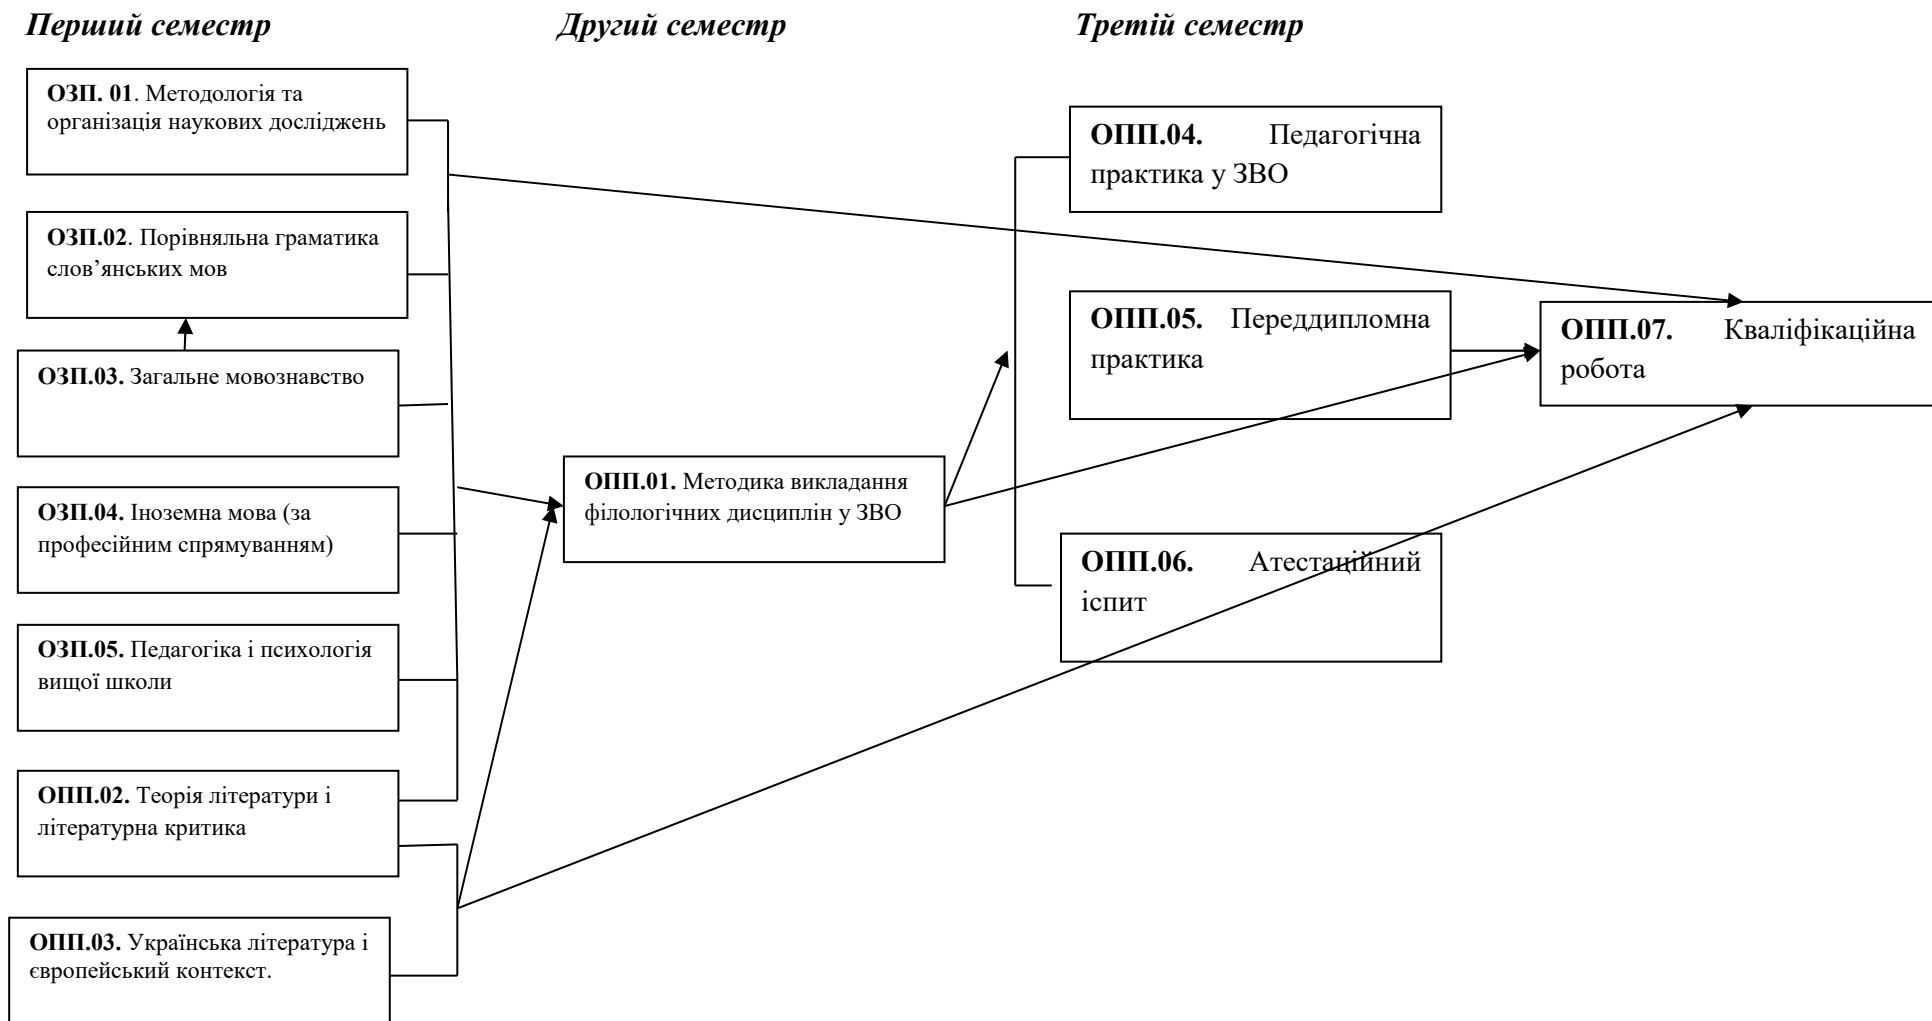 Перший семестр
Другий семестр
Третій семестр
ОЗП. 01. Методологія та
організація наукових досліджень
ОЗП.02. Порівняльна граматика
слов’янських мов
ОЗП.03. Загальне мовознавство
ОЗП.04. Іноземна мова (за
професійним спрямуванням)
ОЗП.05. Педагогіка і психологія
вищої школи
ОПП.02. Теорія літератури і
літературна критика
ОПП.03. Українська література і
європейський контекст.
ОПП.01. Методика викладання
філологічних дисциплін у ЗВО
ОПП.04. Педагогічна
практика у ЗВО
ОПП.05. Переддипломна
практика
ОПП.06. Атестаційний
іспит
ОПП.07. Кваліфікаційна
робота